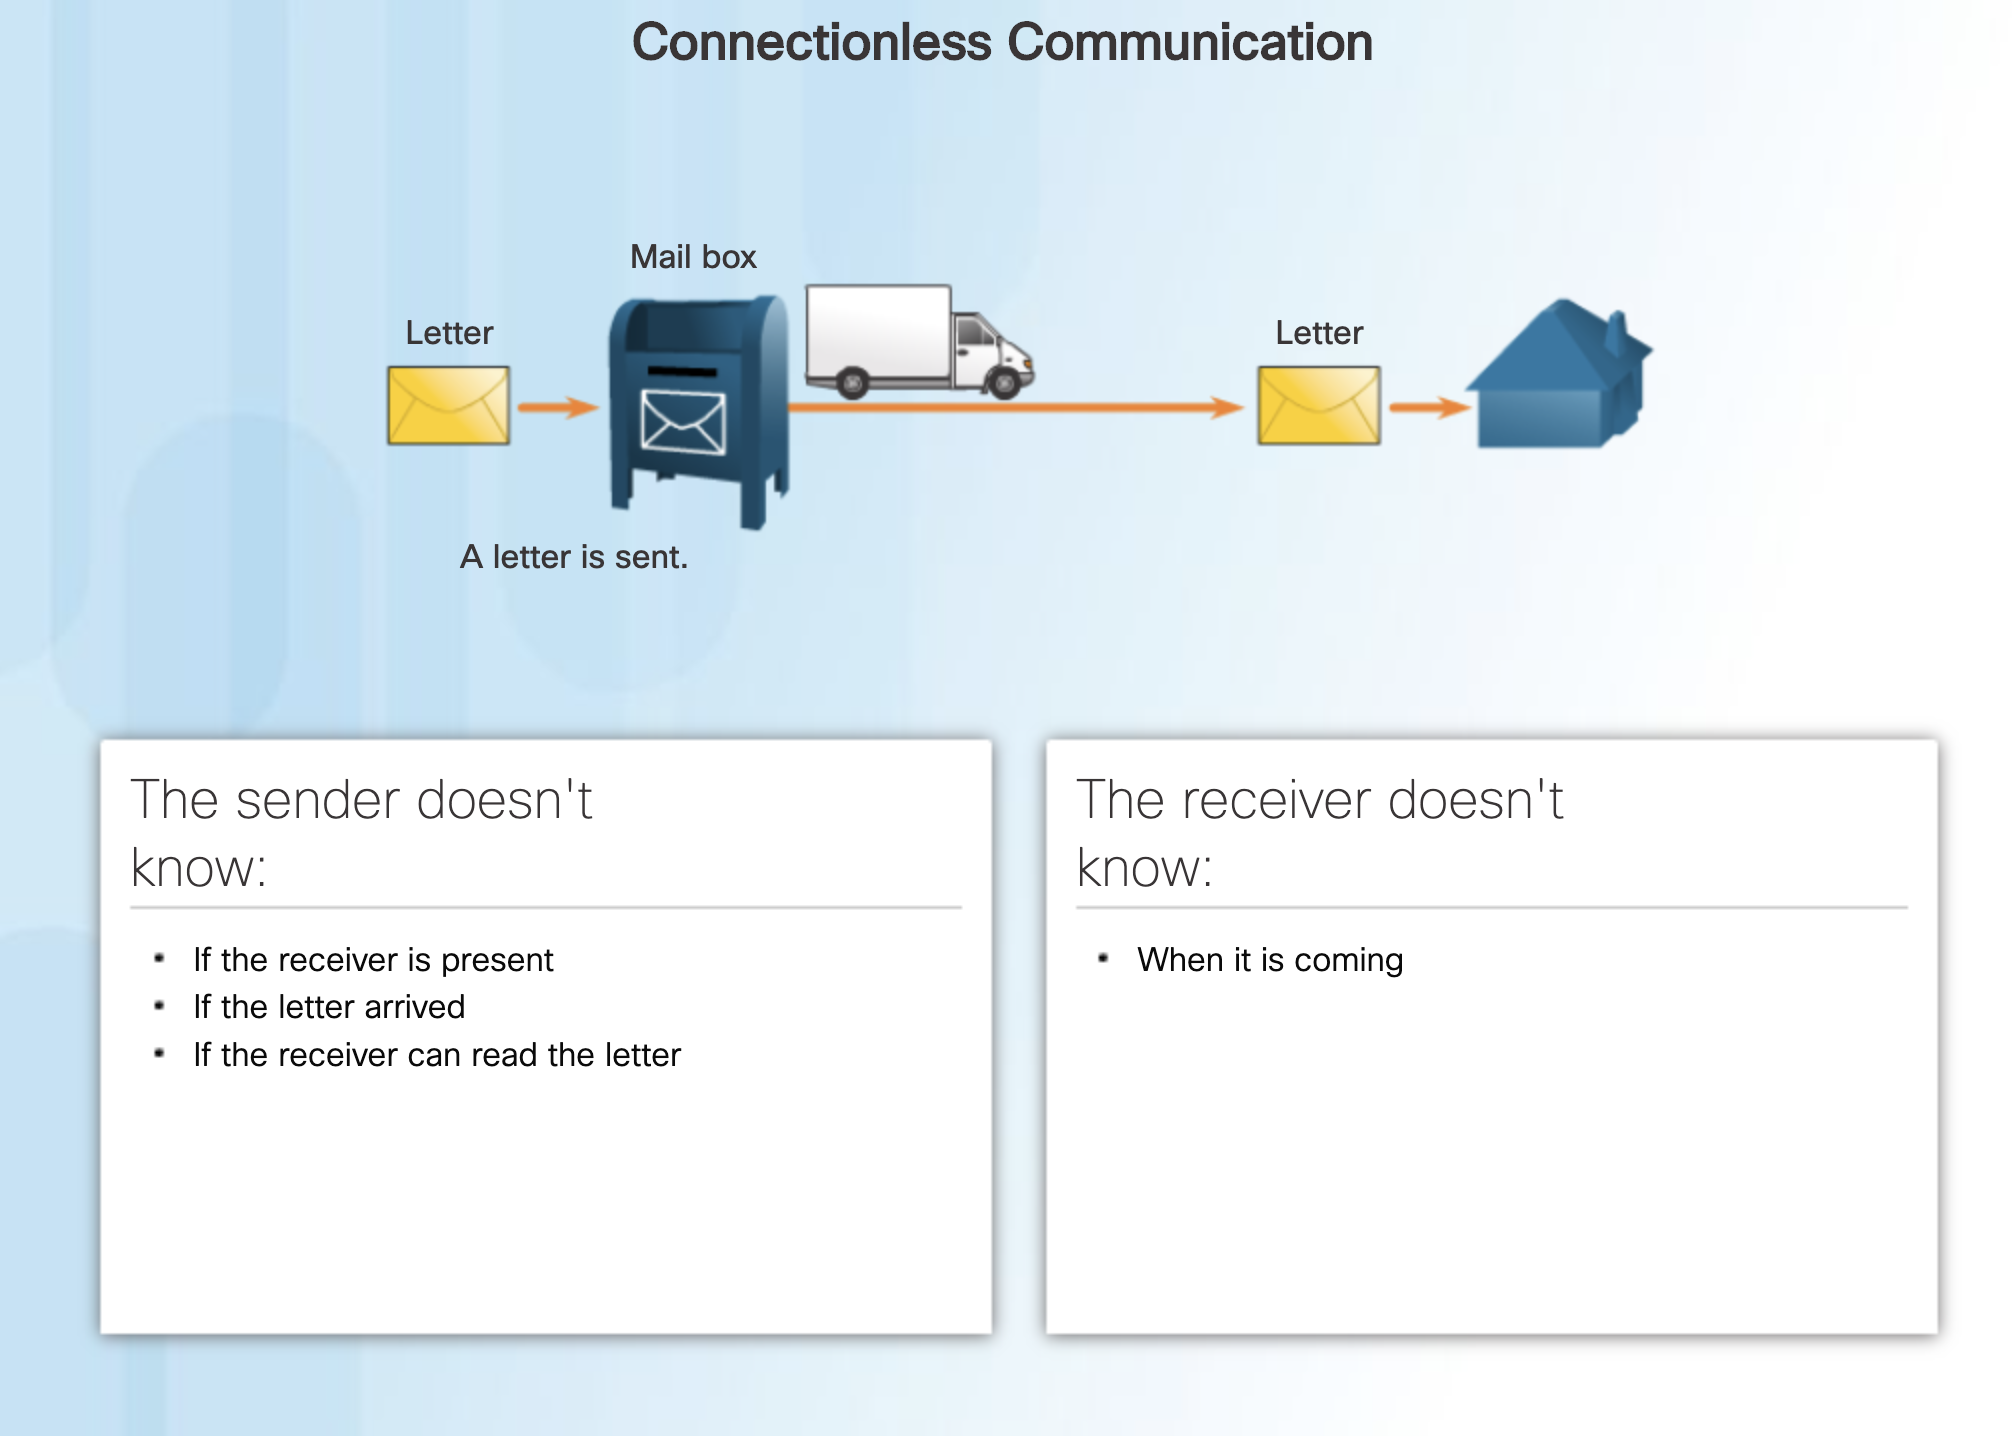 Connectionless Communication
Mail box
Letter
Letter
A letter is sent.
The sender doesn't
know:
▪ If the receiver is present
▪ If the letter arrived
▪ If the receiver can read the letter
The receiver doesn't
know:
▪ When it is coming